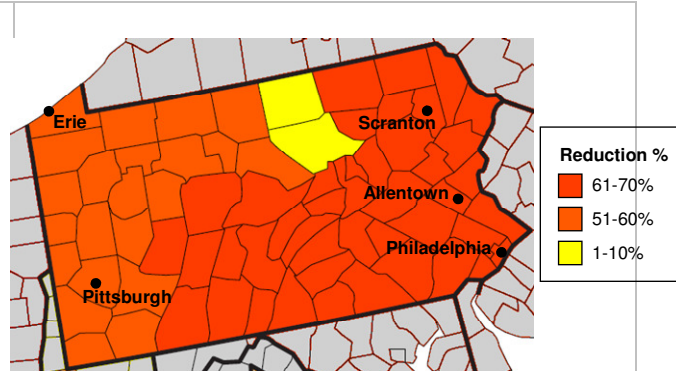 Erie
Scranton
Reduction %
61-70%
Allentown
51-60%
Philadelphia
1-10%
Pittsburgh